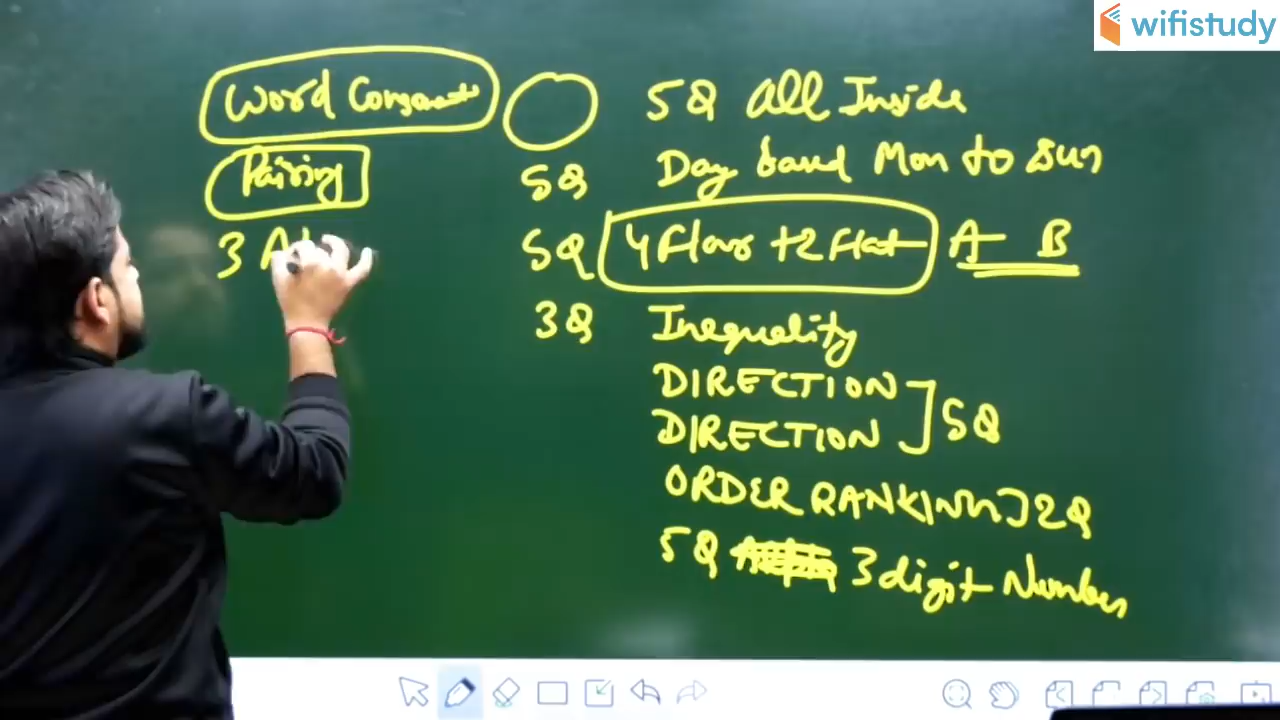 wifistudy
Word
Pairing
3 A
5Q All Inside
5Q Day based Mon to Sun
5Q 4 Floor + 2 Flat A B
3Q Inequality
DIRECTION
DIRECTION ] 5Q
ORDER RANKING ] 2Q
5Q 3 digit Number